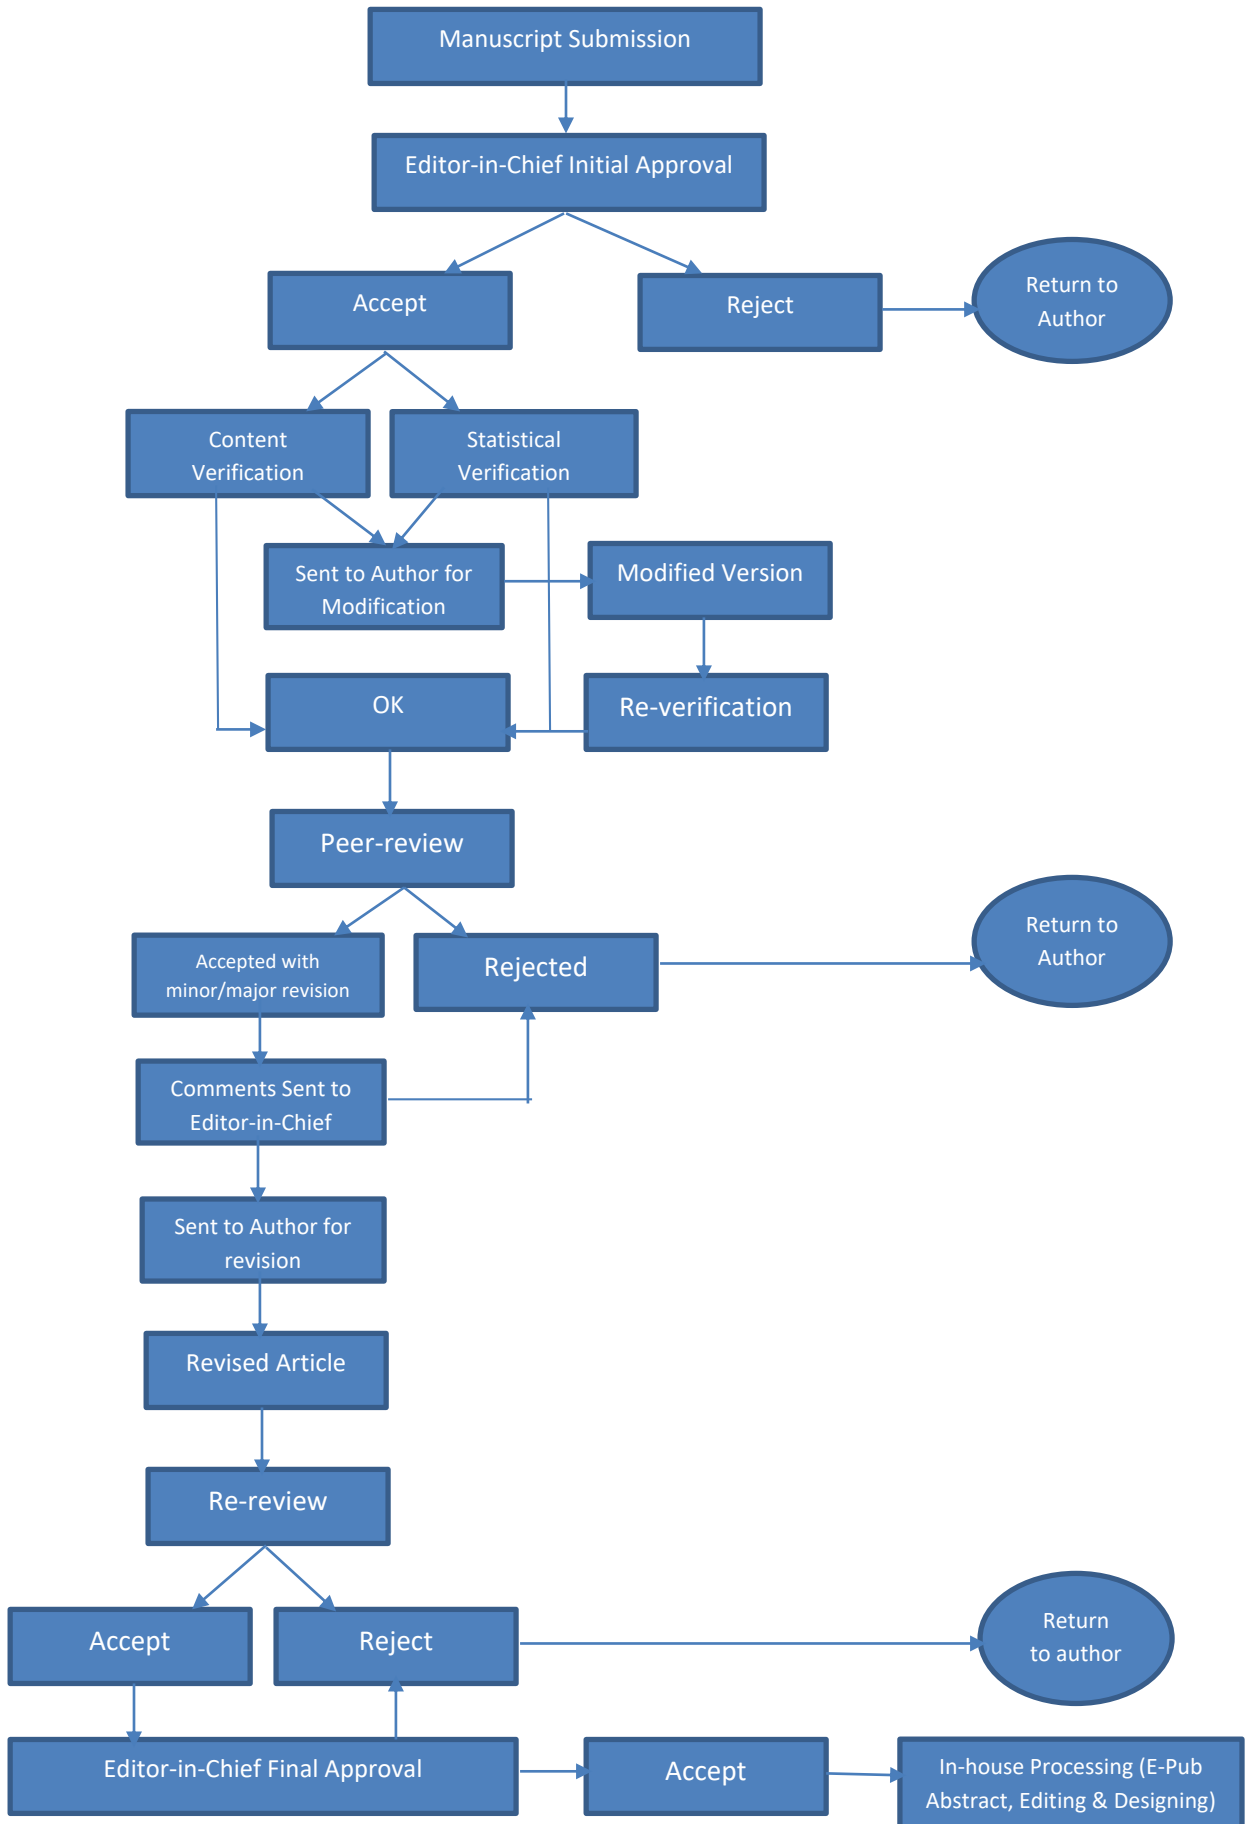 Manuscript Submission
Editor-in-Chief Initial Approval
Accept
Reject
Return to
Author
Content
Verification
Statistical
Verification
Sent to Author for
Modification
Modified Version
OK
Re-verification
Peer-review
Accepted with
minor/major revision
Rejected
Return to
Author
Comments Sent to
Editor-in-Chief
Sent to Author for
revision
Revised Article
Re-review
Accept
Reject
Return
to author
Editor-in-Chief Final Approval
Accept
In-house Processing (E-Pub
Abstract, Editing & Designing)